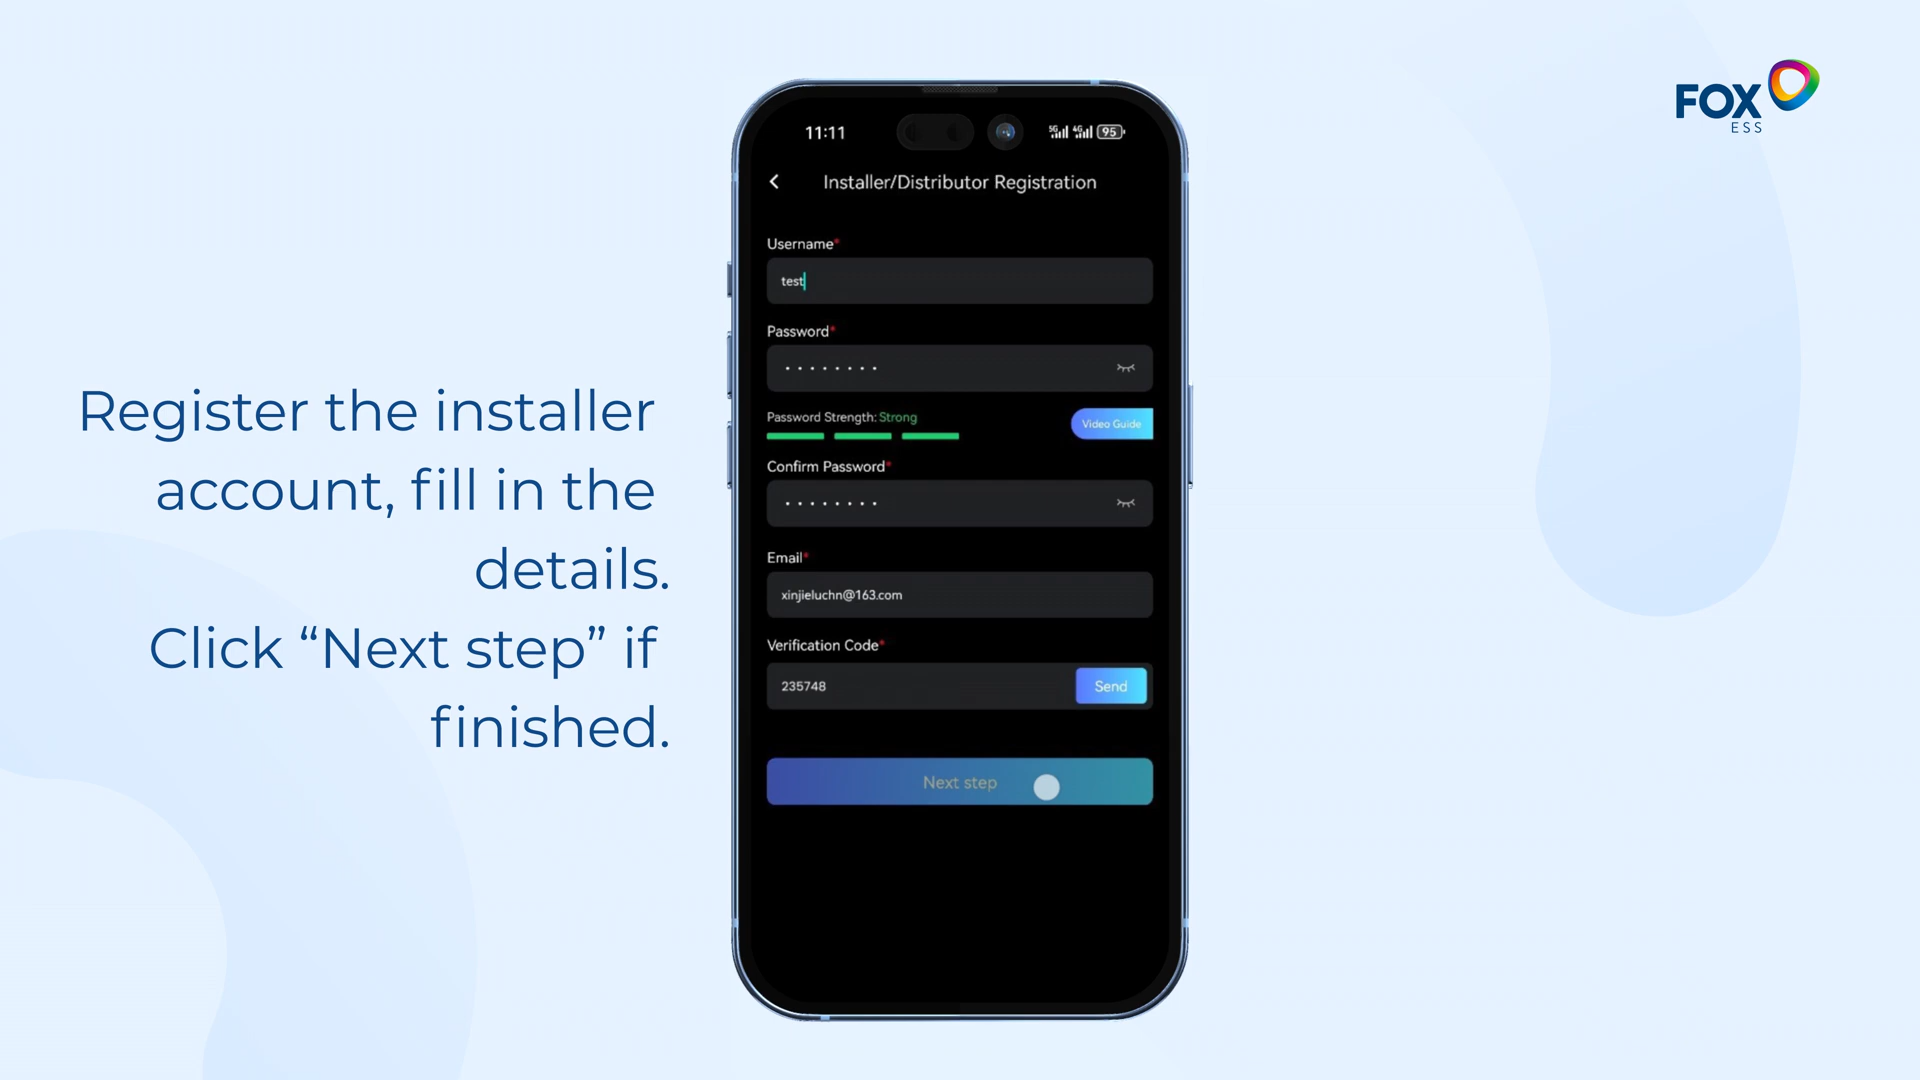 FOX
ESS
Register the installer
account, fill in the
details.
Click “Next step” if
finished.
11:11
5G 4G 95
Installer/Distributor Registration
Username*
test
Password*
Password Strength: Strong
Video Guide
Confirm Password*
Email*
xinjieluchn@163.com
Verification Code*
235748
Send
Next step